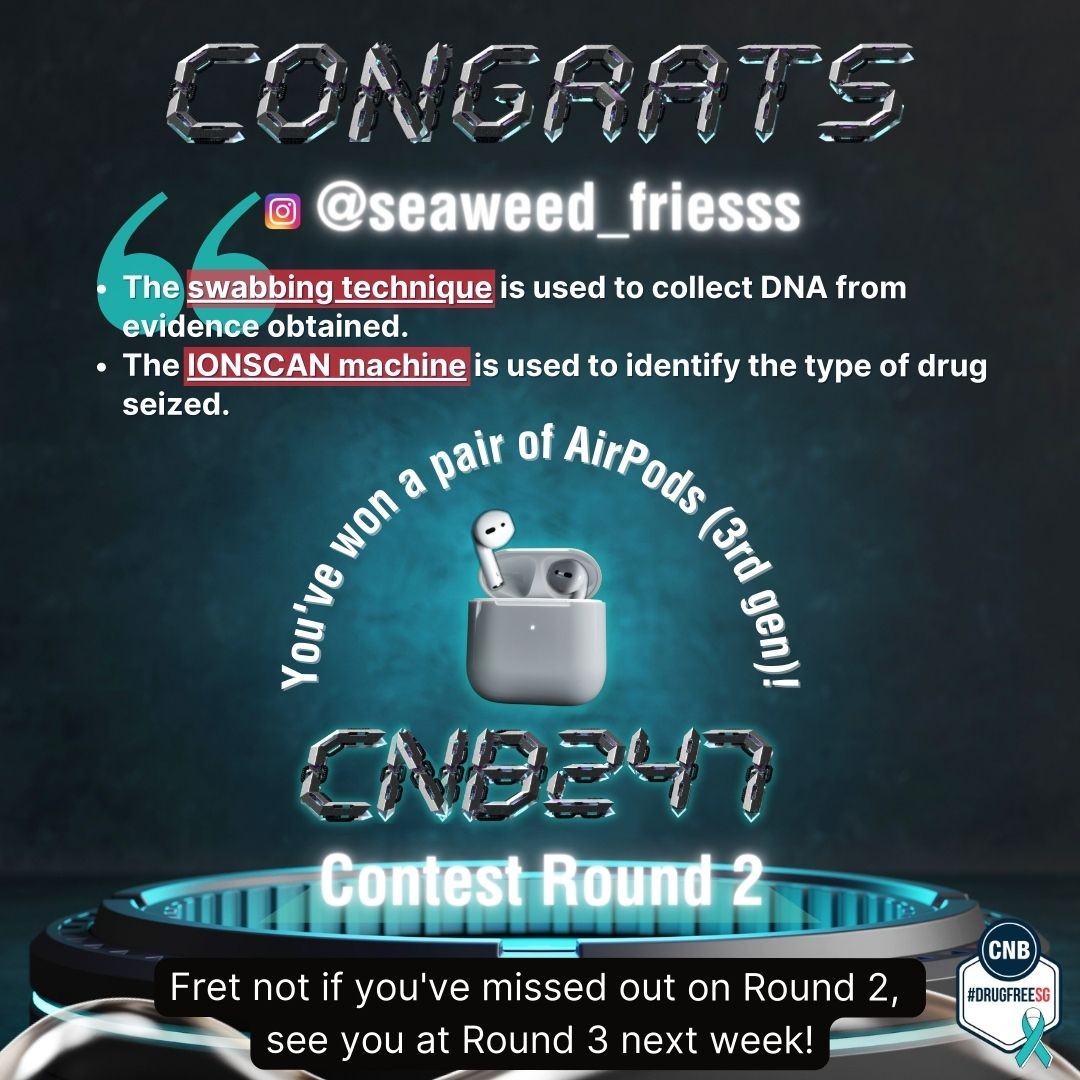 CONGRATS
@seaweed_friesss
• The swabbing technique is used to collect DNA from
evidence obtained.
• The IONSCAN machine is used to identify the type of drug
seized.
You've won a pair of AirPods (3rd gen)!
CNB247
Contest Round 2
Fret not if you've missed out on Round 2,
see you at Round 3 next week!
CNB
#DRUGFREESG